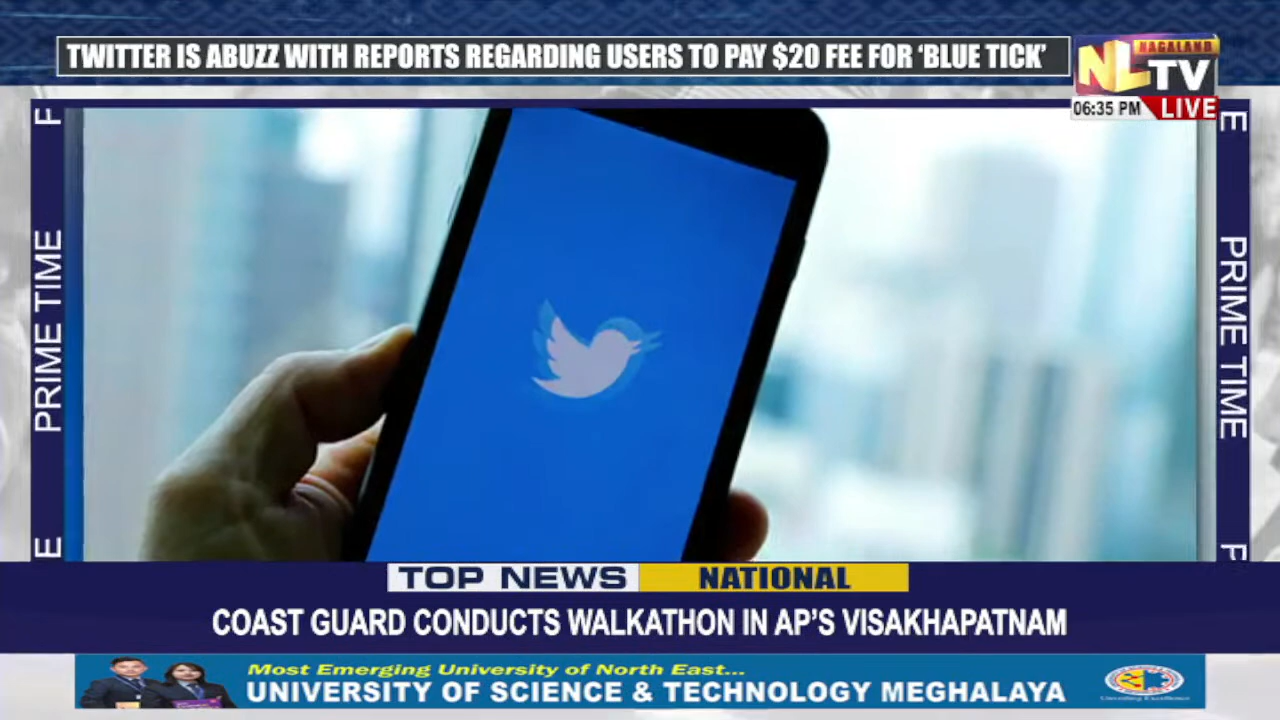 TWITTER IS ABUZZ WITH REPORTS REGARDING USERS TO PAY $20 FEE FOR ‘BLUE TICK’
NAGALAND
NLTV
06:35 PM LIVE
F
PRIME TIME
E
E
PRIME TIME
F
TOP NEWS NATIONAL
COAST GUARD CONDUCTS WALKATHON IN AP’S VISAKHAPATNAM
Most Emerging University of North East...
UNIVERSITY OF SCIENCE & TECHNOLOGY MEGHALAYA